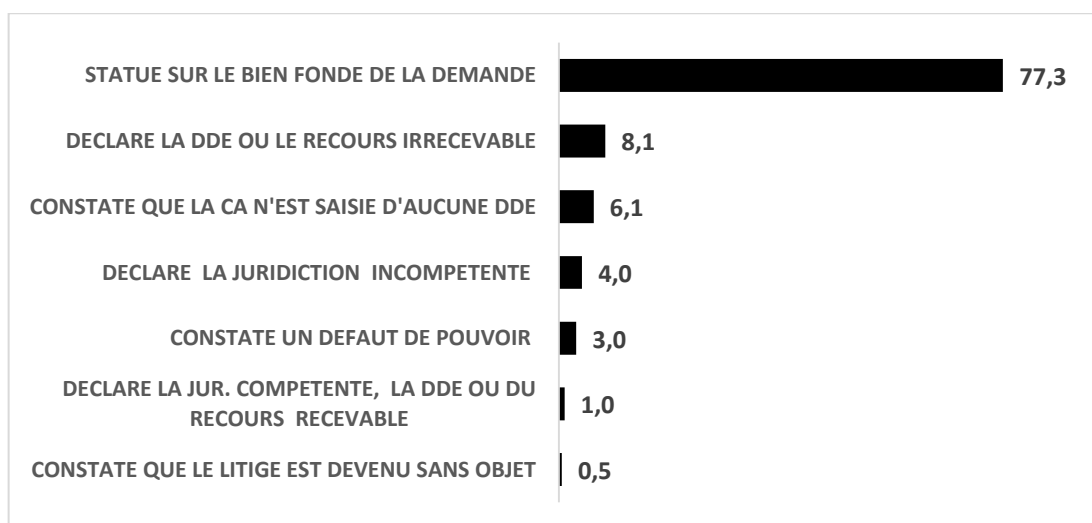 STATUE SUR LE BIEN FONDE DE LA DEMANDE 77,3
DECLARE LA DDE OU LE RECOURS IRRECEVABLE 8,1
CONSTATE QUE LA CA N'EST SAISIE D'AUCUNE DDE 6,1
DECLARE LA JURIDICTION INCOMPETENTE 4,0
CONSTATE UN DEFAUT DE POUVOIR 3,0
DECLARE LA JUR. COMPETENTE, LA DDE OU DU
RECOURS RECEVABLE 1,0
CONSTATE QUE LE LITIGE EST DEVENU SANS OBJET 0,5